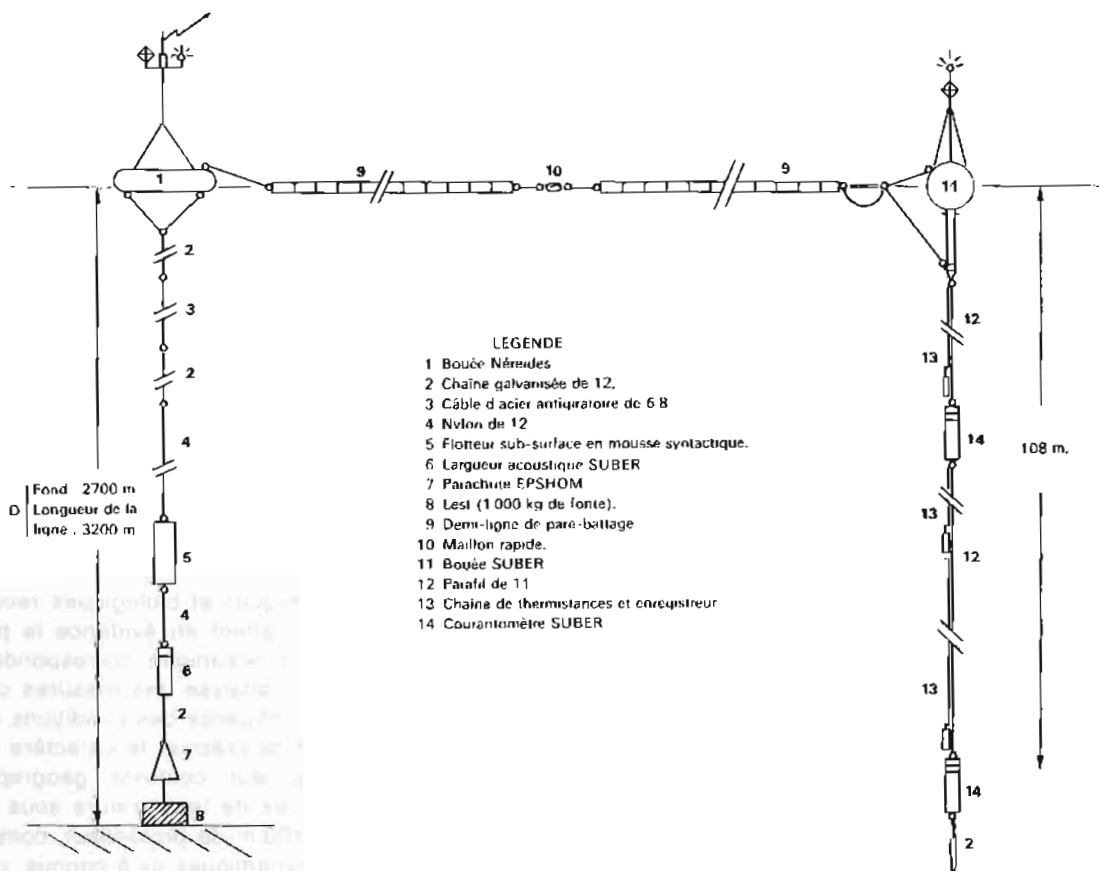 9
10
9
1
11
2
3
2
4
12
13
14
108 m.
LEGENDE
1 Bouée Néreides
2 Chaîne galvanisée de 12,
3 Câble d'acier antigiratoire de 6 8
4 Nylon de 12
5 Flotteur sub-surface en mousse syntactique.
6 Largueur acoustique SUBER
7 Parachute EPSHOM
8 Lest (1 000 kg de fonte).
9 Demi-ligne de pare-battage
10 Maillon rapide.
11 Bouée SUBER
12 Parafil de 11
13 Chaîne de thermistances et enregistreur
14 Courantomètre SUBER
D
Fond 2700 m
Longueur de la
ligne . 3200 m
5
4
6
2
7
8
13
12
13
14
2